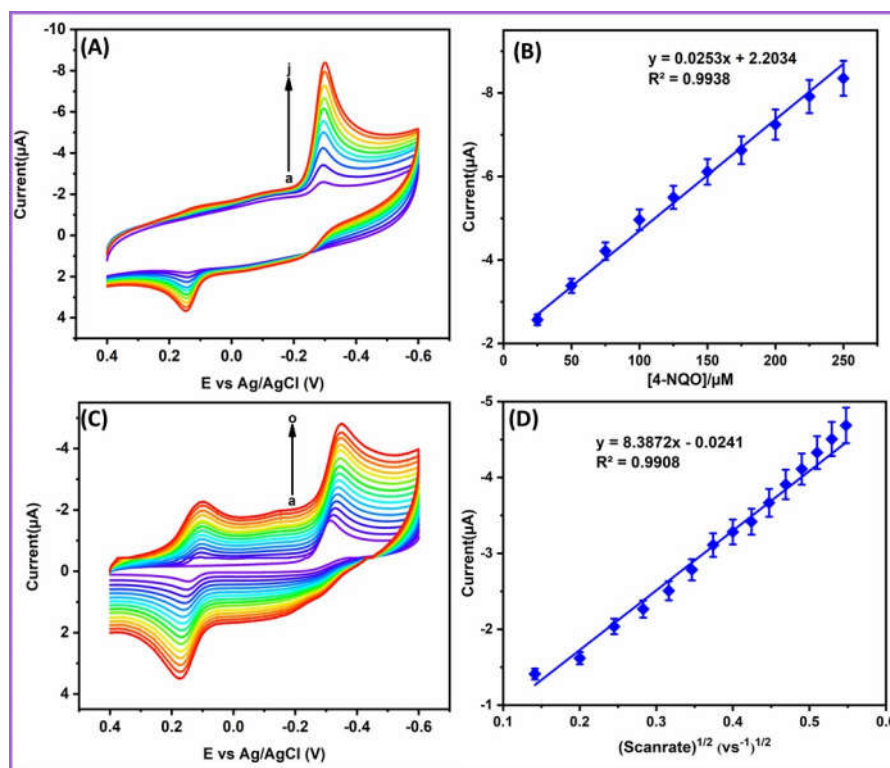 (A)
j
a
-10
-8
-6
-4
-2
0
2
4
Current(µA)
0.4 0.2 0.0 -0.2 -0.4 -0.6
E vs Ag/AgCl (V)
(B)
y = 0.0253x + 2.2034
R² = 0.9938
-8
-6
-4
-2
Current(µA)
0 50 100 150 200 250
[4-NQO]/µM
(C)
o
a
-4
-2
0
2
4
Current(µA)
0.4 0.2 0.0 -0.2 -0.4 -0.6
E vs Ag/AgCl (V)
(D)
y = 8.3872x - 0.0241
R² = 0.9908
-5
-4
-3
-2
-1
Current(µA)
0.1 0.2 0.3 0.4 0.5 0.6
(Scanrate)^1/2 (vs^-1)^1/2